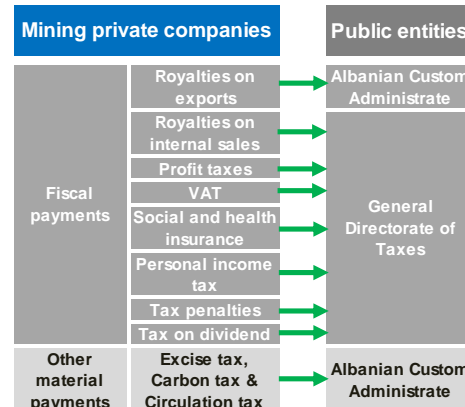 Mining private companies
Public entities
Fiscal
payments
Royalties on
exports
Albanian Custom
Administrate
Royalties on
internal sales
Profit taxes
VAT
Social and health
insurance
Personal income
tax
Tax penalties
Tax on dividend
General
Directorate of
Taxes
Other
material
payments
Excise tax,
Carbon tax &
Circulation tax
Albanian Custom
Administrate